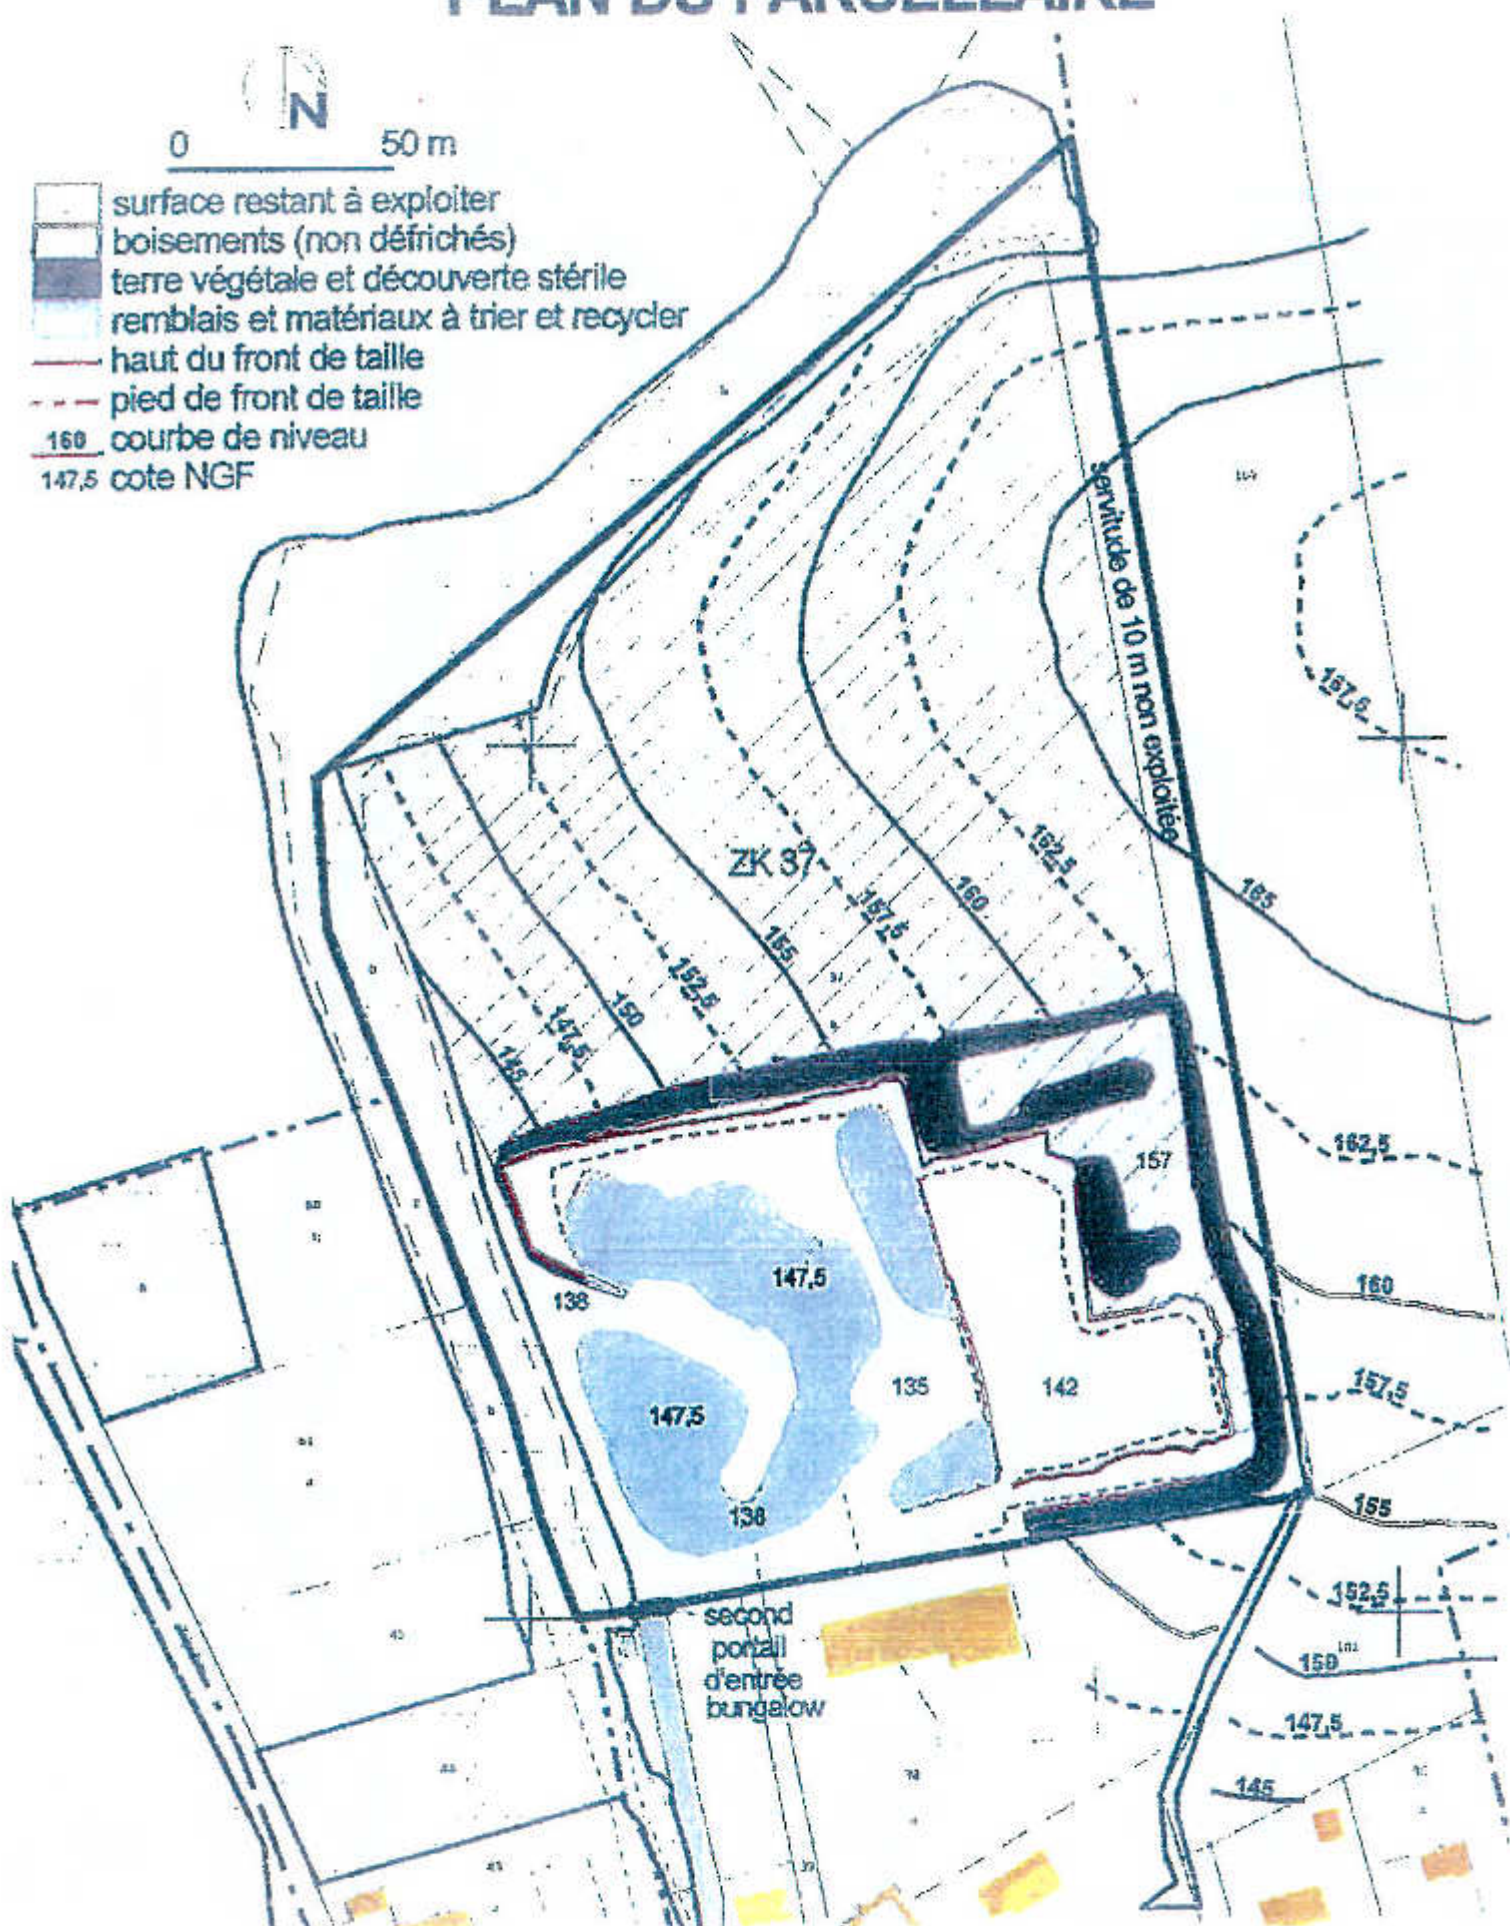 PLAN DU PARCELLAIRE
N
0 50 m
surface restant à exploiter
boisements (non défrichés)
terre végétale et découverte stérile
remblais et matériaux à trier et recycler
haut du front de taille
pied de front de taille
160 courbe de niveau
147,5 cote NGF
servitude de 10 m non exploitée
167,5
ZK 37
162,5
160
157,5
165
155
152,5
150
147,5
145
162,5
157
147,5
138
160
135
142
157,5
147,5
138
155
152,5
second
portail
d'entrée
bungalow
150
147,5
145
39